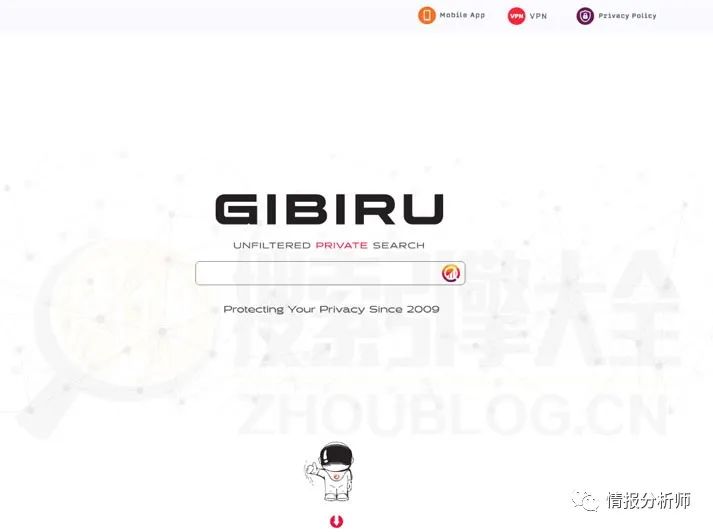 Mobile App
VPN
VPN
Privacy Policy
GIBIRU
UNFILTERED PRIVATE SEARCH
Protecting Your Privacy Since 2009
搜索引擎大全
ZHOUBLOG.CN
情报分析师